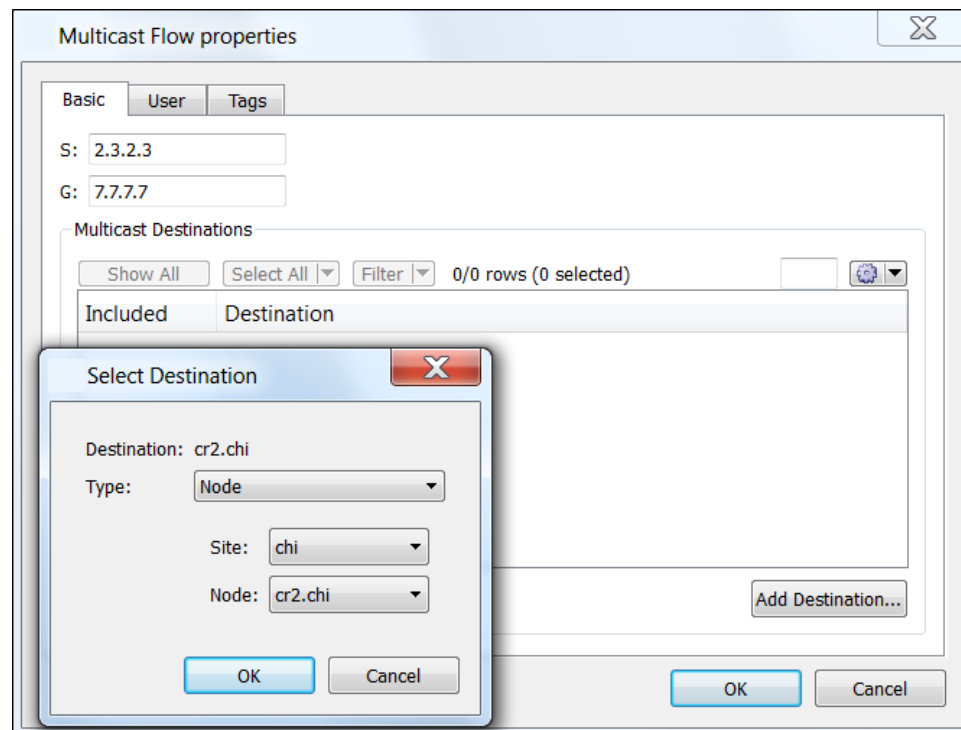 Multicast Flow properties
Basic User Tags
S: 2.3.2.3
G: 7.7.7.7
Multicast Destinations
Show All Select All Filter 0/0 rows (0 selected)
Included Destination
Select Destination
Destination: cr2.chi
Type: Node
Site: chi
Node: cr2.chi
OK Cancel
Add Destination...
OK Cancel